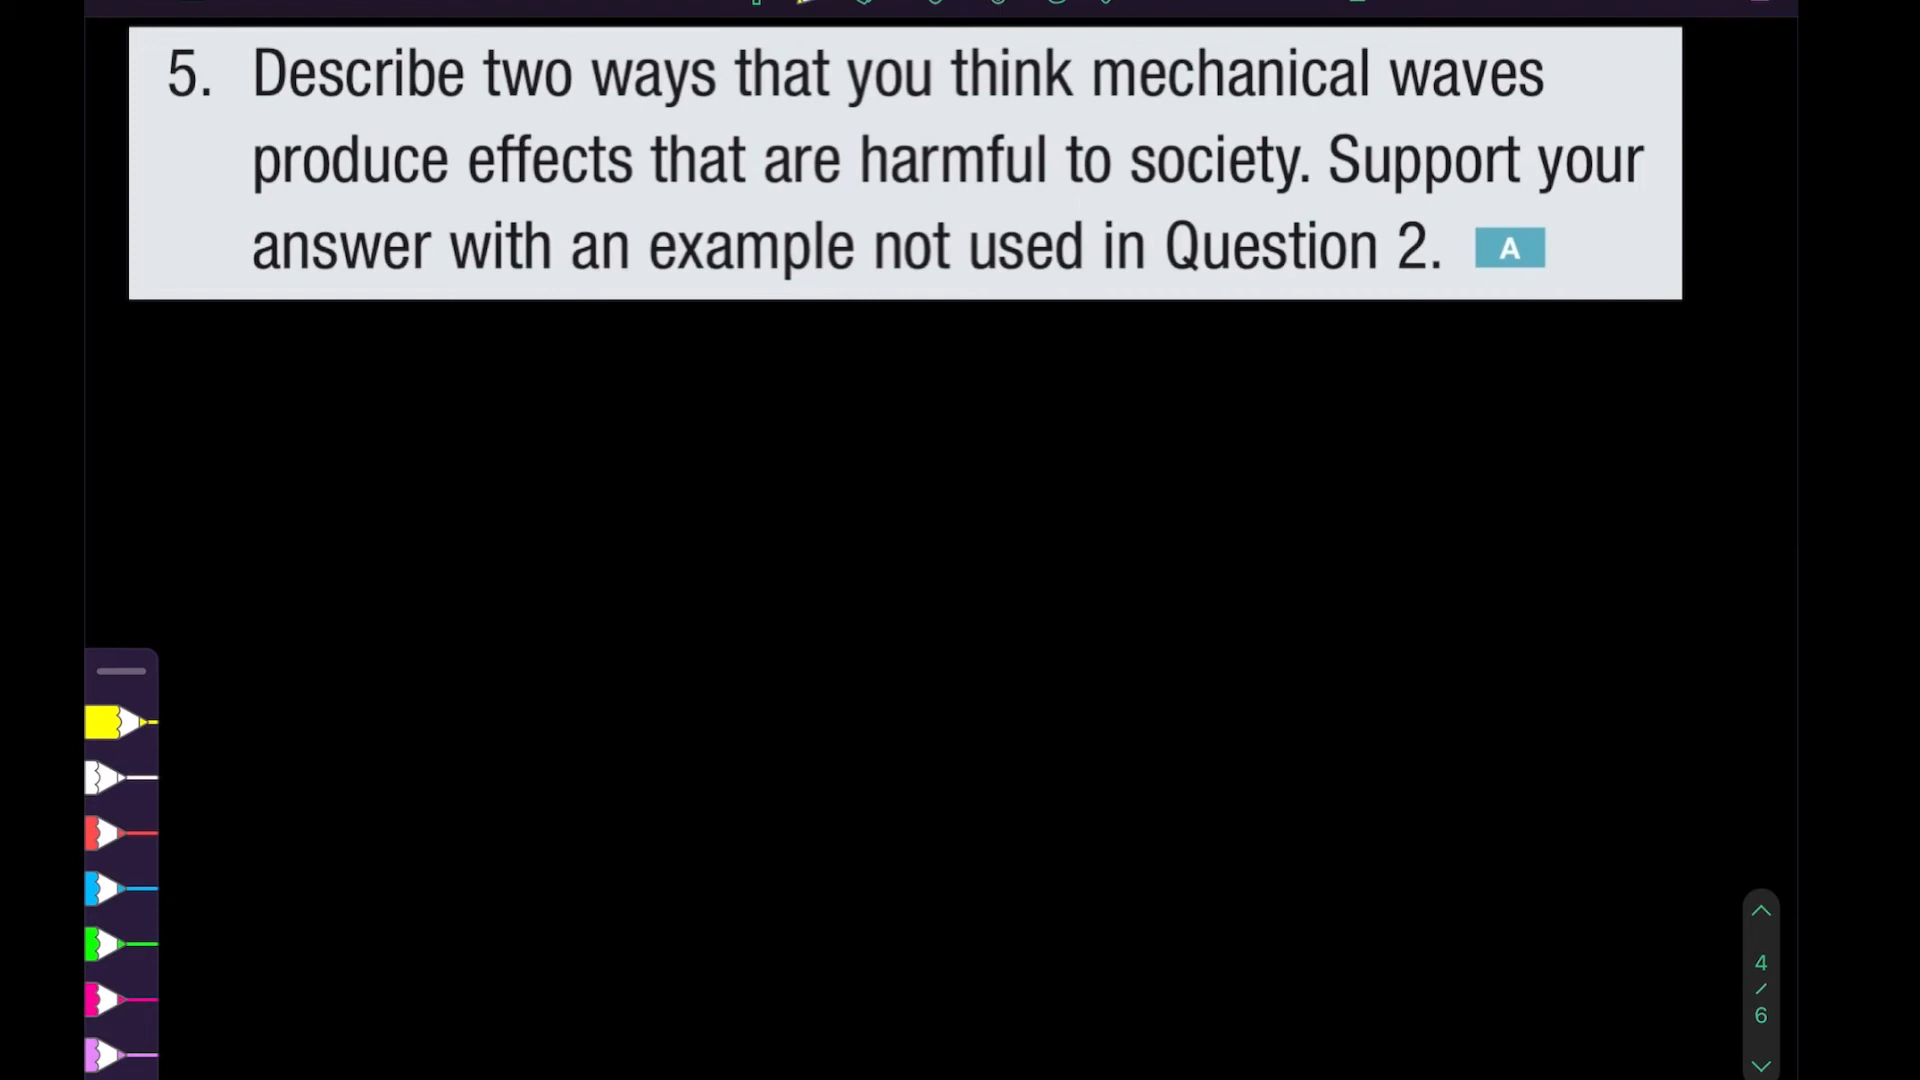 5. Describe two ways that you think mechanical waves
produce effects that are harmful to society. Support your
answer with an example not used in Question 2. A
4
/
6